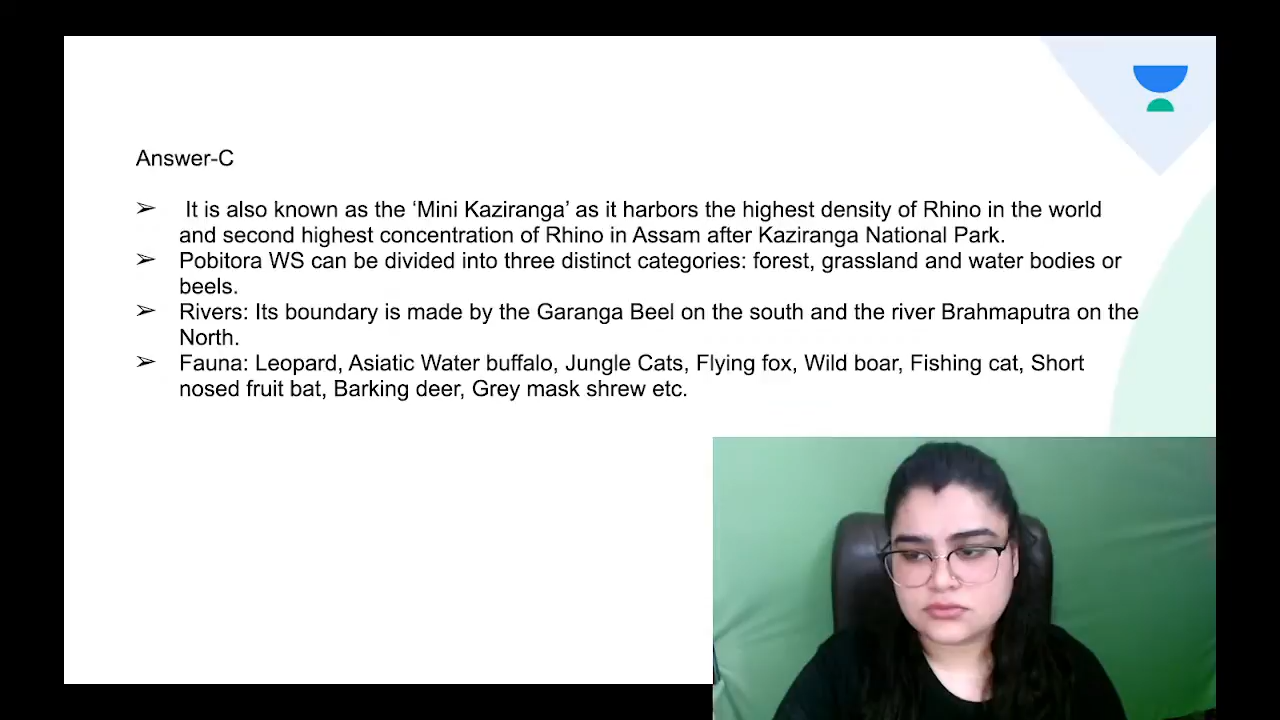 Answer-C
➢ It is also known as the ‘Mini Kaziranga’ as it harbors the highest density of Rhino in the world
and second highest concentration of Rhino in Assam after Kaziranga National Park.
➢ Pobitora WS can be divided into three distinct categories: forest, grassland and water bodies or
beels.
➢ Rivers: Its boundary is made by the Garanga Beel on the south and the river Brahmaputra on the
North.
➢ Fauna: Leopard, Asiatic Water buffalo, Jungle Cats, Flying fox, Wild boar, Fishing cat, Short
nosed fruit bat, Barking deer, Grey mask shrew etc.